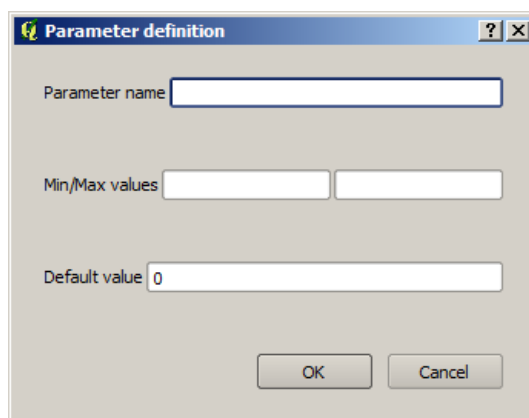 Parameter definition
Parameter name
Min/Max values
Default value 0
OK Cancel